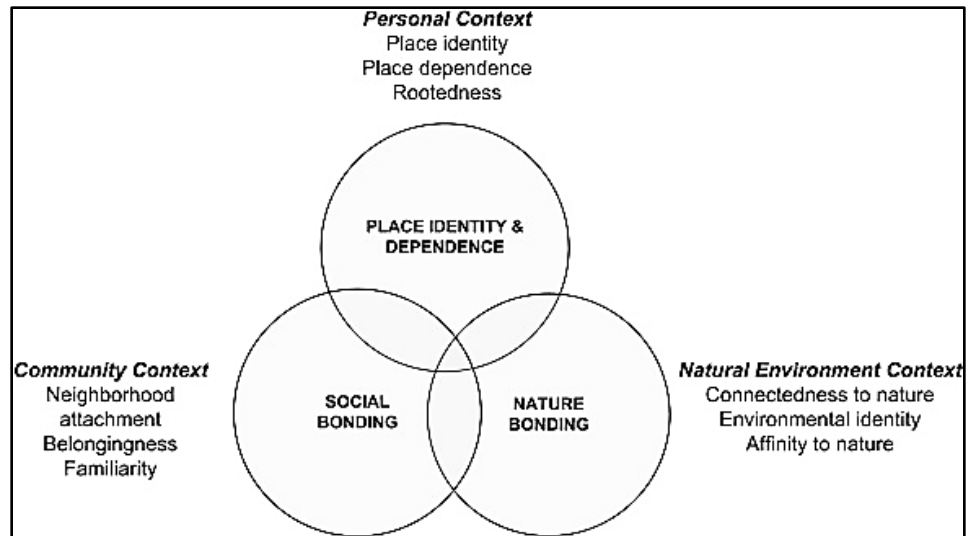 Personal Context
Place identity
Place dependence
Rootedness
PLACE IDENTITY &
DEPENDENCE
Community Context
Neighborhood
attachment
Belongingness
Familiarity
SOCIAL
BONDING
NATURE
BONDING
Natural Environment Context
Connectedness to nature
Environmental identity
Affinity to nature